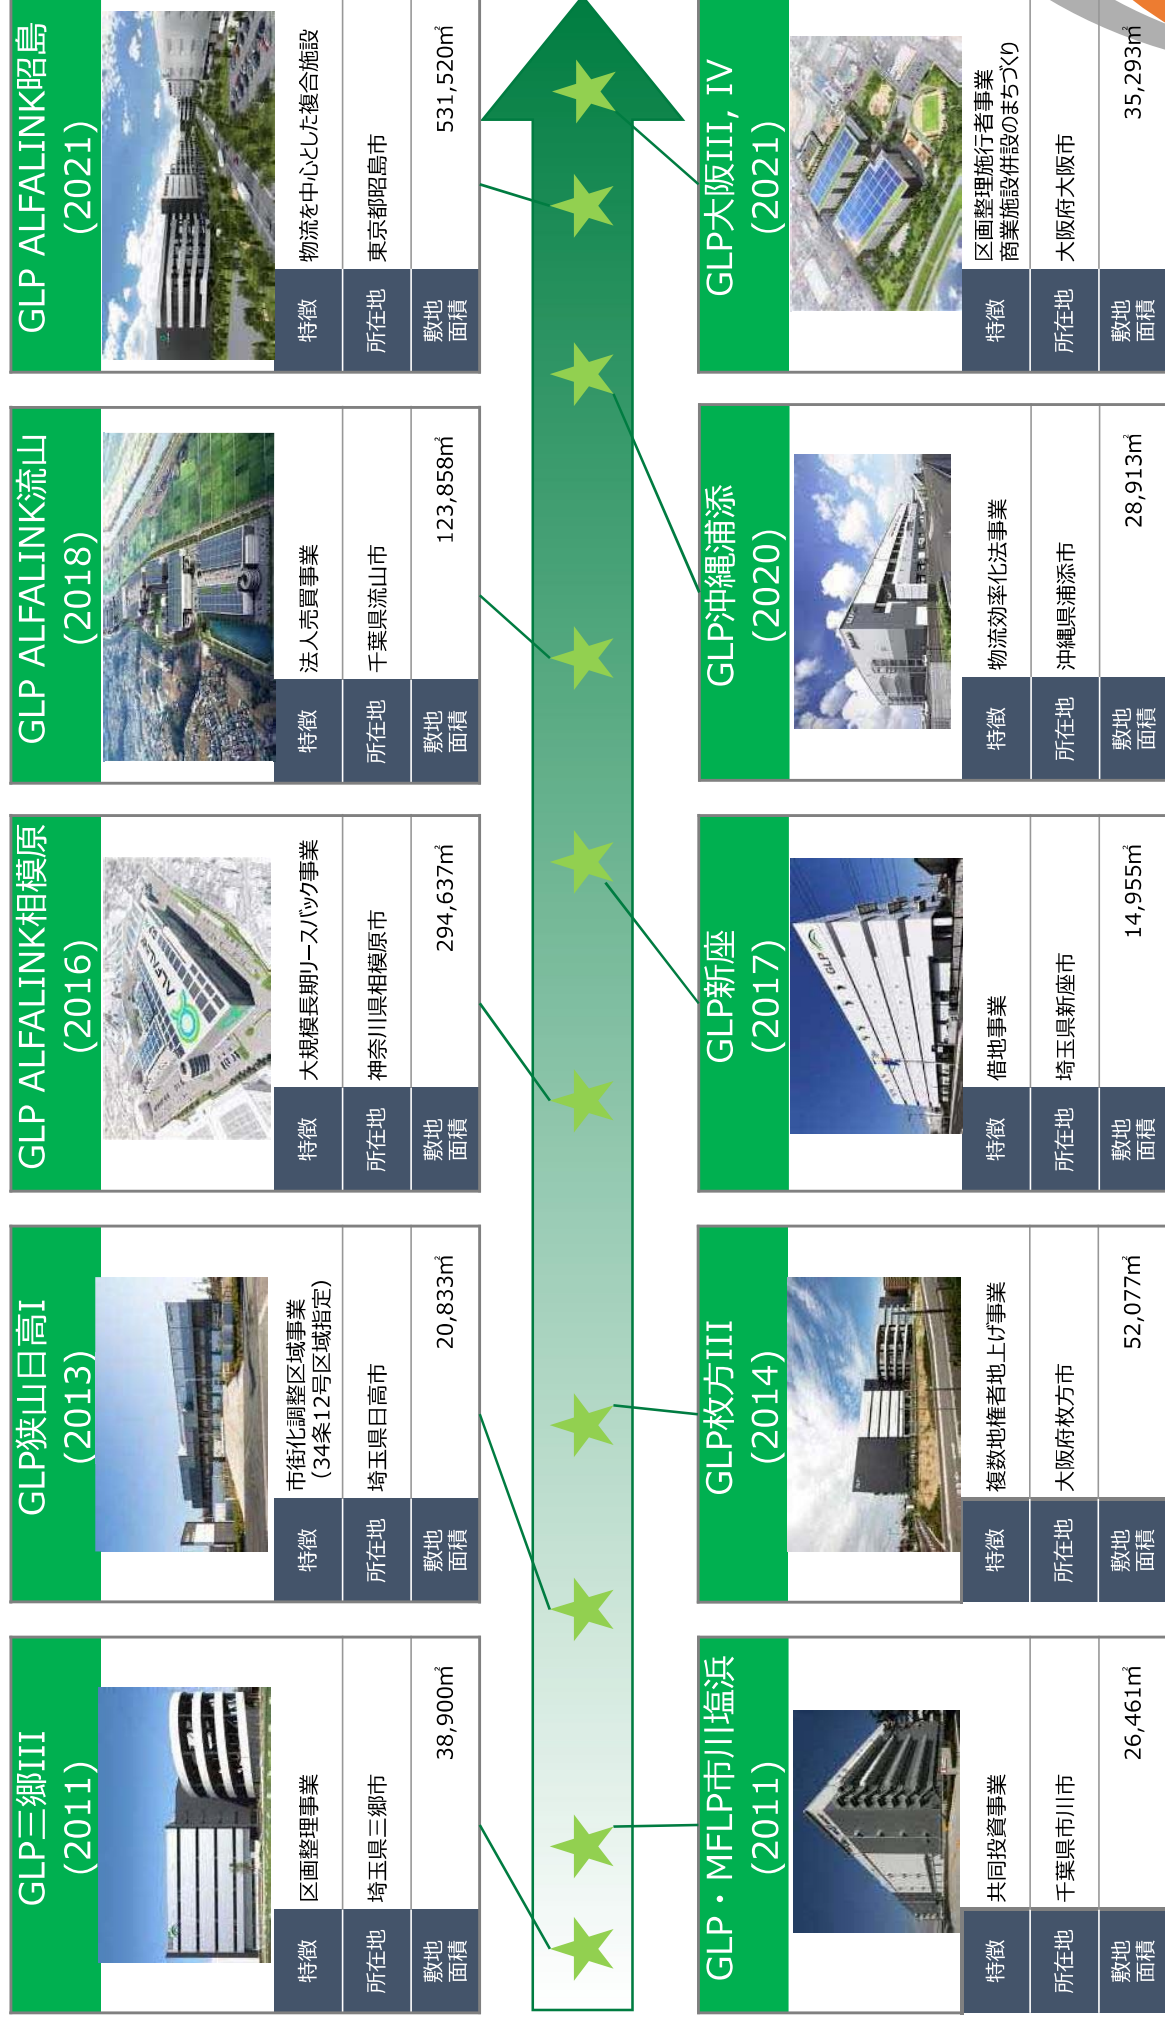 GLP三郷III
(2011)
特徴
区画整理事業
所在地
埼玉県三郷市
敷地
面積
38,900㎡
GLP狭山日高I
(2013)
特徴
市街化調整区域事業
(34条12号区域指定)
所在地
埼玉県日高市
敷地
面積
20,833㎡
GLP ALFALINK相模原
(2016)
ALFALINK
特徴
大規模長期リースバック事業
所在地
神奈川県相模原市
敷地
面積
294,637㎡
GLP ALFALINK流山
(2018)
特徴
法人売買事業
所在地
千葉県流山市
敷地
面積
123,858㎡
GLP ALFALINK昭島
(2021)
特徴
物流を中心とした複合施設
所在地
東京都昭島市
敷地
面積
531,520㎡
GLP・MFLP市川塩浜
(2011)
特徴
共同投資事業
所在地
千葉県市川市
敷地
面積
26,461㎡
GLP枚方III
(2014)
特徴
複数地権者地上げ事業
所在地
大阪府枚方市
敷地
面積
52,077㎡
GLP新座
(2017)
GLP
特徴
借地事業
所在地
埼玉県新座市
敷地
面積
14,955㎡
GLP沖縄浦添
(2020)
特徴
物流効率化法事業
所在地
沖縄県浦添市
敷地
面積
28,913㎡
GLP大阪III, IV
(2021)
特徴
区画整理施行者事業
商業施設併設のまちづくり
所在地
大阪府大阪市
敷地
面積
35,293㎡